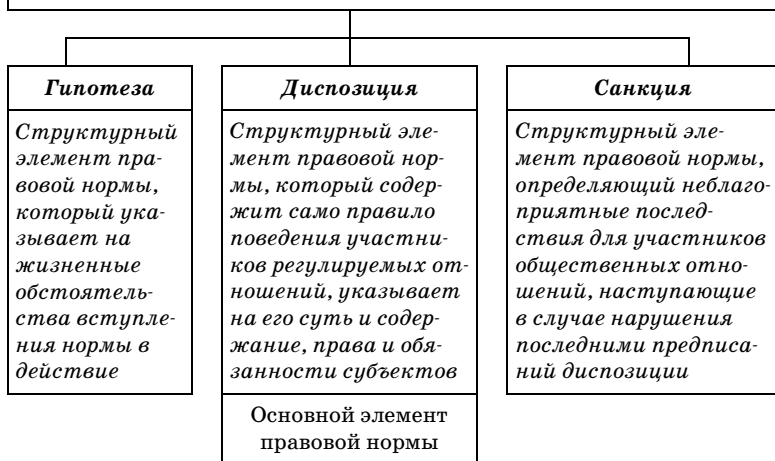 Гипотеза
Структурный
элемент пра-
вовой нормы,
который ука-
зывает на
жизненные
обстоятель-
ства вступле-
ния нормы в
действие
Диспозиция
Структурный эле-
мент правовой нор-
мы, который содер-
жит само правило
поведения участни-
ков регулируемых от-
ношений, указывает
на его суть и содер-
жание, права и обя-
занности субъектов
Основной элемент
правовой нормы
Санкция
Структурный эле-
мент правовой нормы,
определяющий неблаго-
приятные послед-
ствия для участников
общественных отно-
шений, наступающие
в случае нарушения
последними предписа-
ний диспозиции